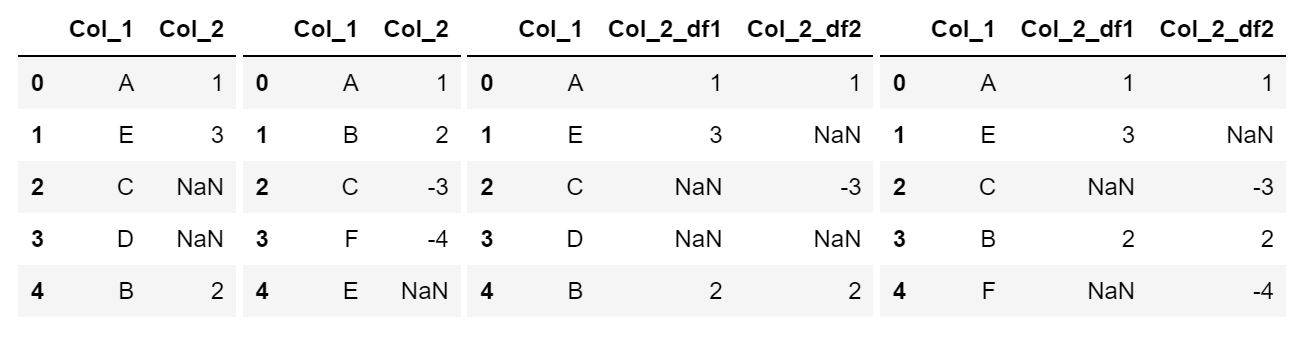 Col_1 Col_2 Col_1 Col_2 Col_1 Col_2_df1 Col_2_df2 Col_1 Col_2_df1 Col_2_df2
0 A 1 0 A 1 0 A 1 1 0 A 1 1
1 E 3 1 B 2 1 E 3 NaN 1 E 3 NaN
2 C NaN 2 C -3 2 C NaN -3 2 C NaN -3
3 D NaN 3 F -4 3 D NaN NaN 3 B 2 2
4 B 2 4 E NaN 4 B 2 2 4 F NaN -4